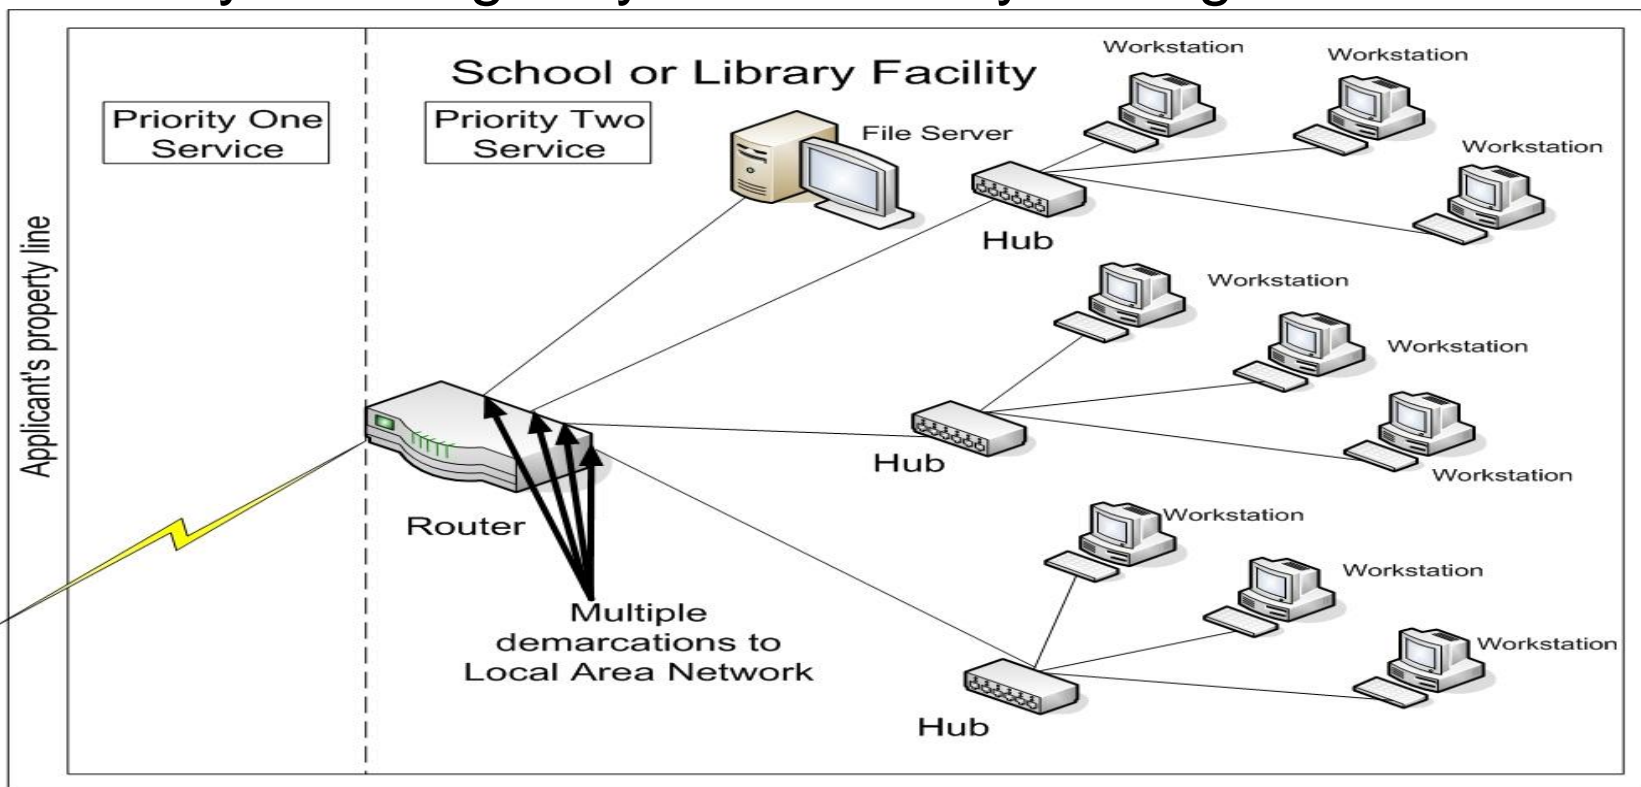 School or Library Facility
Priority One
Service
Priority Two
Service
File Server
Workstation
Workstation
Workstation
Hub
Applicant's property line
Workstation
Workstation
Workstation
Hub
Router
Multiple
demarcations to
Local Area Network
Workstation
Workstation
Workstation
Hub